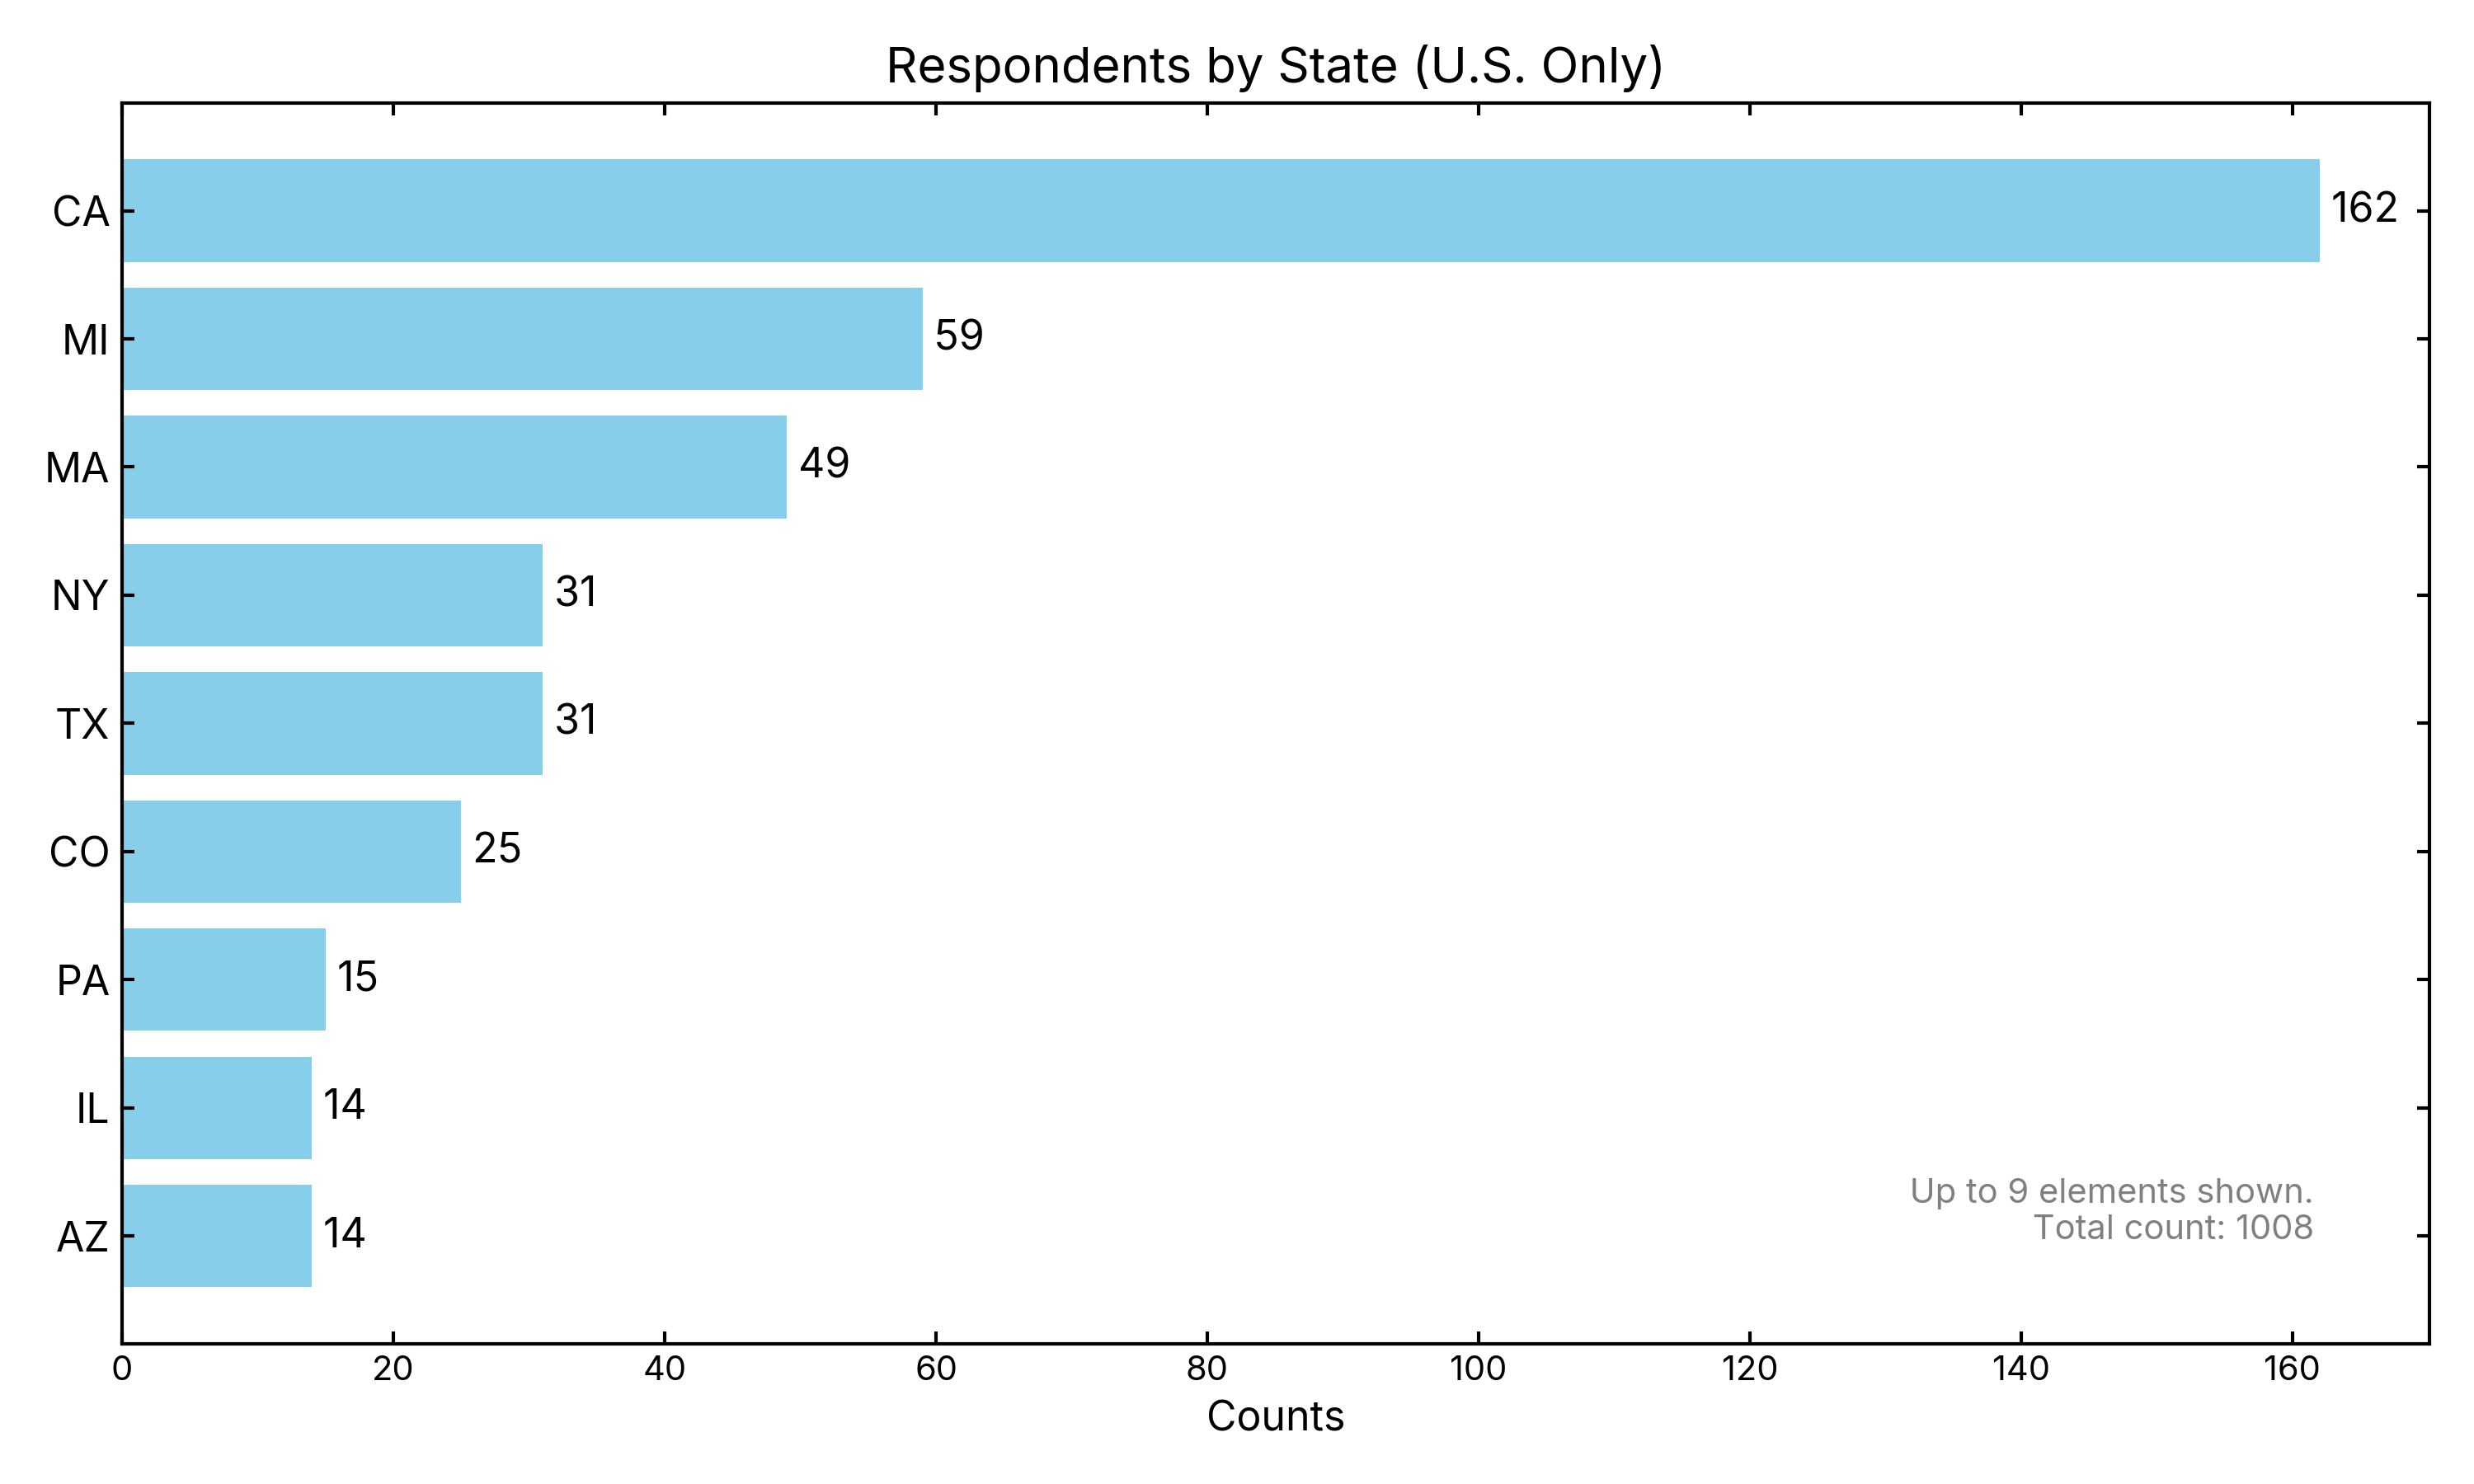 Respondents by State (U.S. Only)
CA 162
MI 59
MA 49
NY 31
TX 31
CO 25
PA 15
IL 14
AZ 14
Up to 9 elements shown.
Total count: 1008
0 20 40 60 80 100 120 140 160
Counts